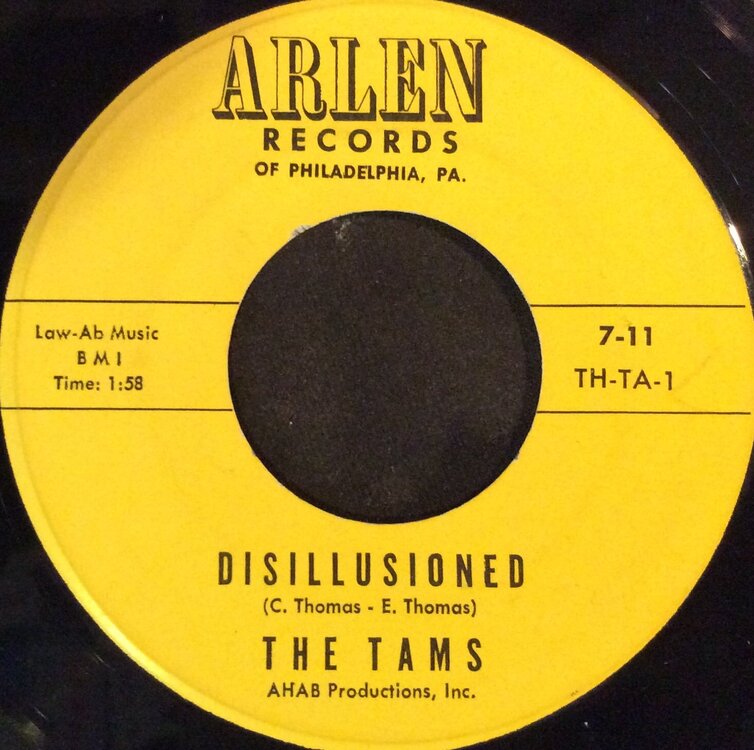 ARLEN
RECORDS
OF PHILADELPHIA, PA.
Law-Ab Music
B M I
Time: 1:58
7-11
TH-TA-1
DISILLUSIONED
(C. Thomas - E. Thomas)
THE TAMS
AHAB Productions, Inc.